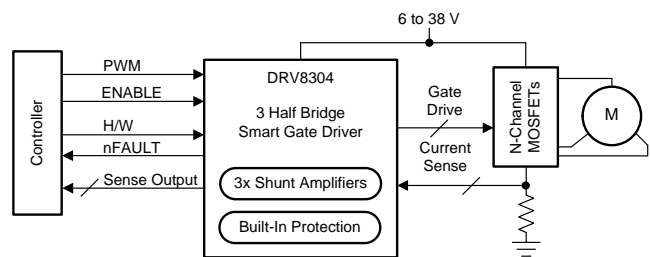 6 to 38 V
Controller
PWM
ENABLE
H/W
nFAULT
Sense Output
DRV8304
3 Half Bridge
Smart Gate Driver
3x Shunt Amplifiers
Built-In Protection
Gate
Drive
Current
Sense
N-Channel
MOSFETs
M